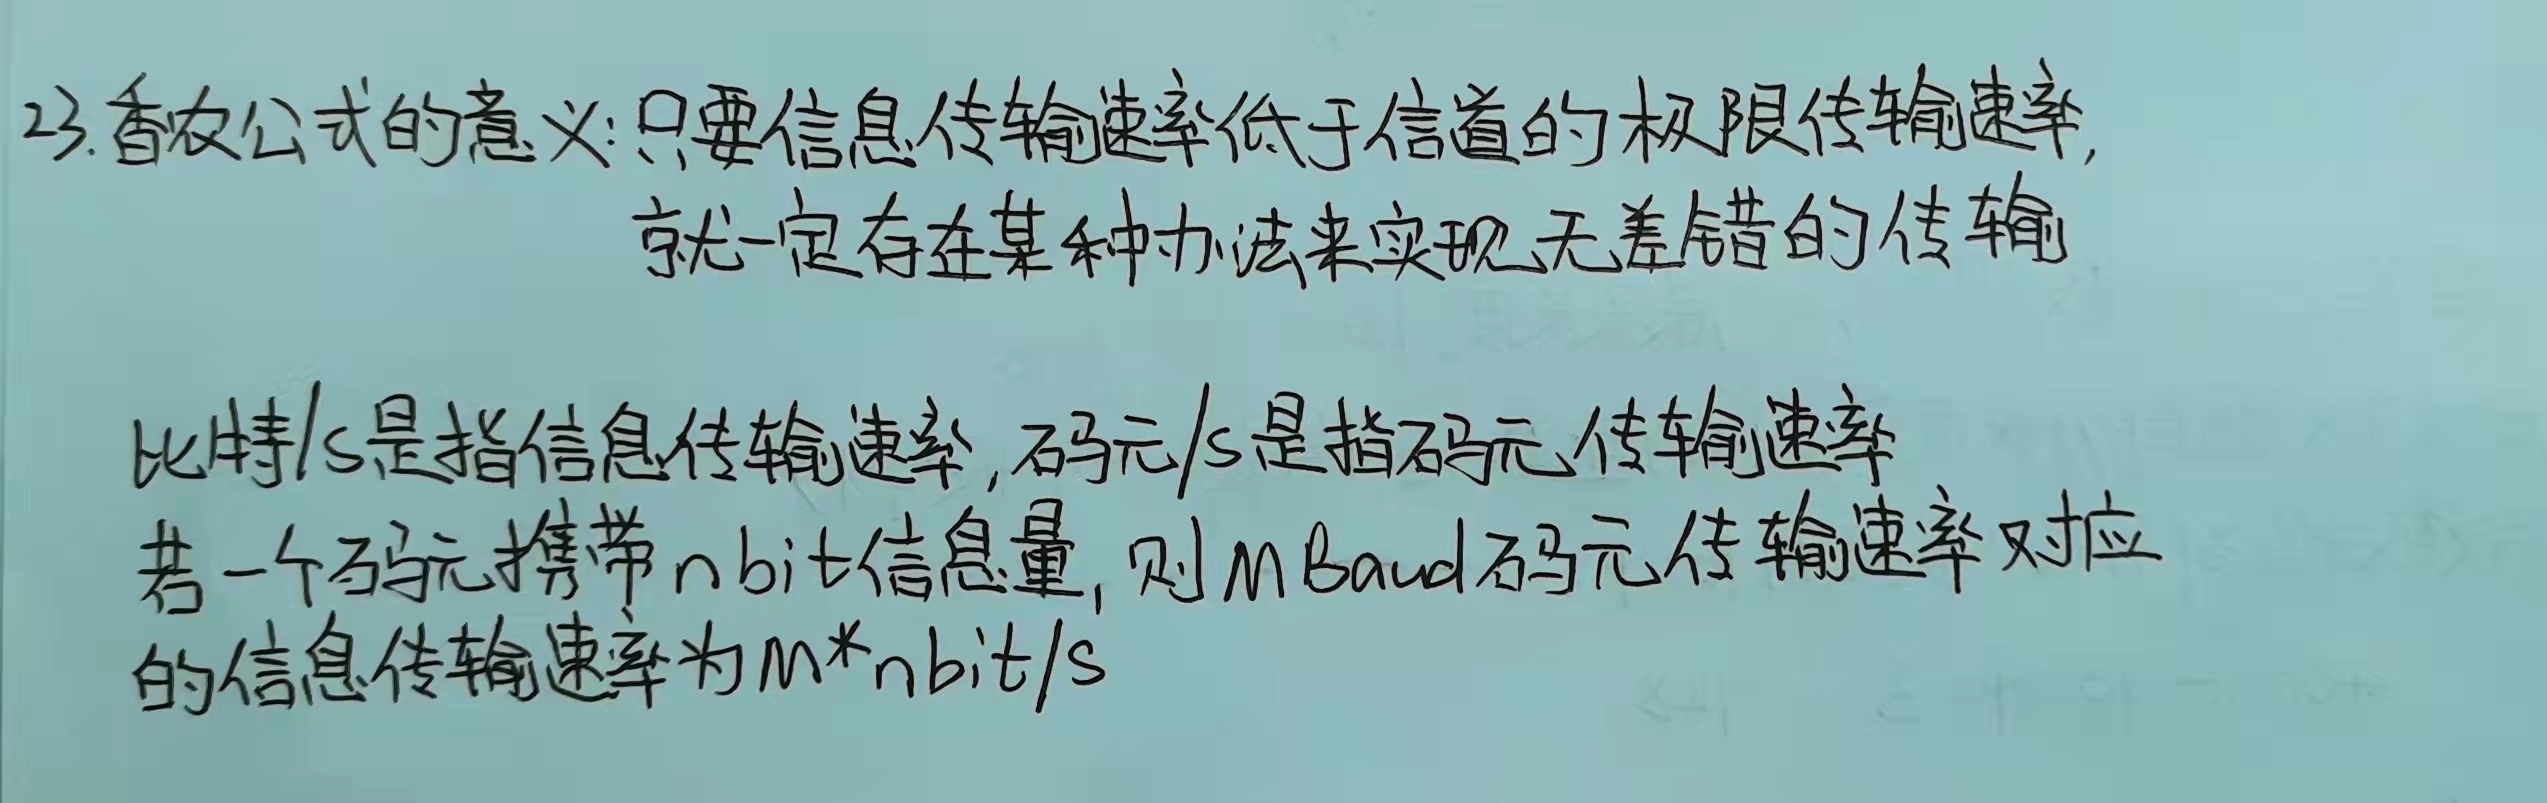 23.香农公式的意义:只要信息传输速率低于信道的极限传输速率,
就一定存在某种办法来实现无差错的传输
比特/s是指信息传输速率,码元/s是指码元传输速率
若一个码元携带nbit信息量,则MBaud码元传输速率对应
的信息传输速率为M*nbit/s